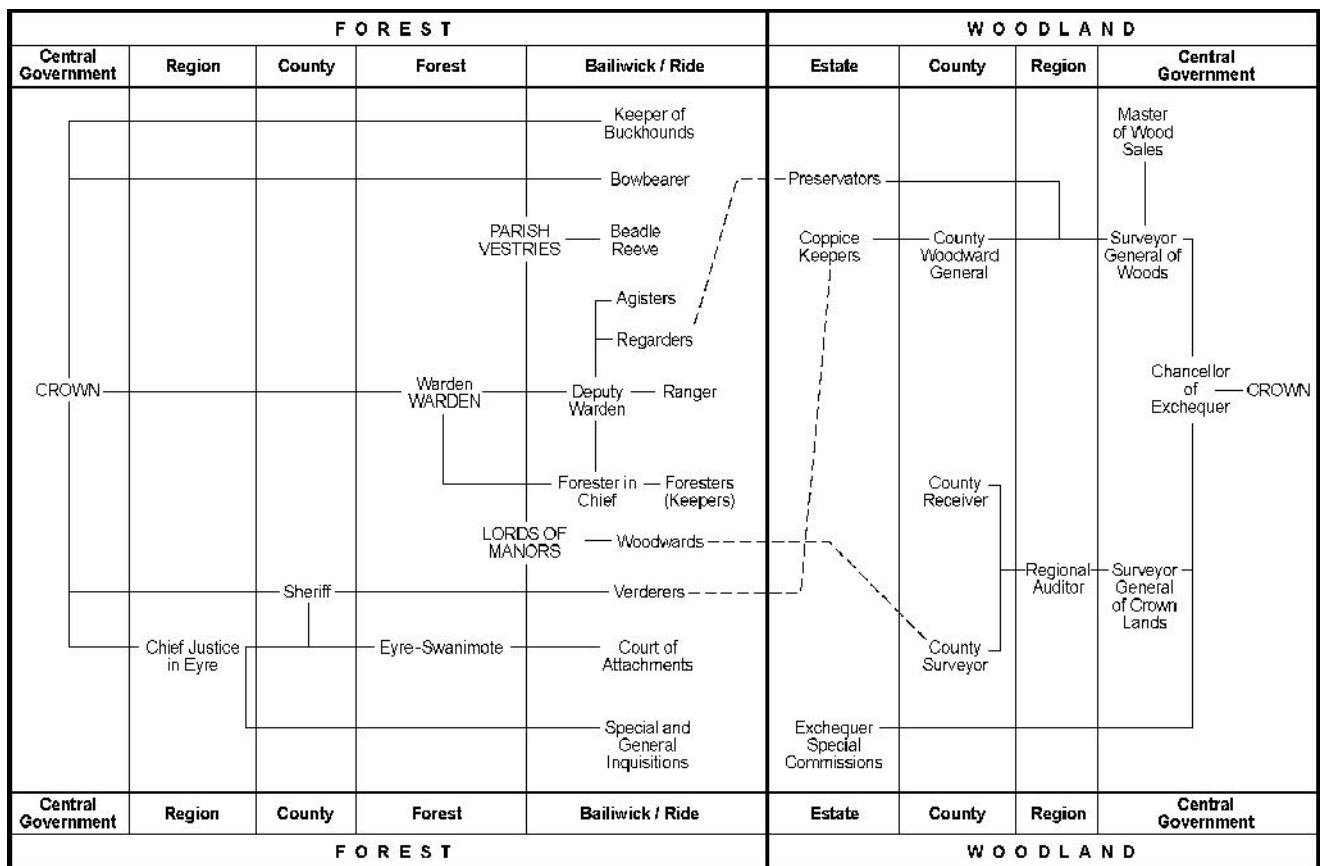 FOREST
WOODLAND
Central
Government
Region
County
Forest
Bailiwick / Ride
Estate
County
Region
Central
Government
Keeper of
Buckhounds
Bowbearer
PARISH
VESTRIES
Beadle
Reeve
Agisters
Regarders
CROWN
Warden
WARDEN
Deputy
Warden
Ranger
Forester in
Chief
Foresters
(Keepers)
LORDS OF
MANORS
Woodwards
Sheriff
Verderers
Chief Justice
in Eyre
Eyre-Swanimote
Court of
Attachments
Special and
General
Inquisitions
Master
of Wood
Sales
Preservators
Coppice
Keepers
County
Woodward
General
Surveyor
General of
Woods
Chancellor
of
Exchequer
CROWN
County
Receiver
Regional
Auditor
Surveyor
General
of Crown
Lands
County
Surveyor
Exchequer
Special
Commissions
Central
Government
Region
County
Forest
Bailiwick / Ride
Estate
County
Region
Central
Government
FOREST
WOODLAND